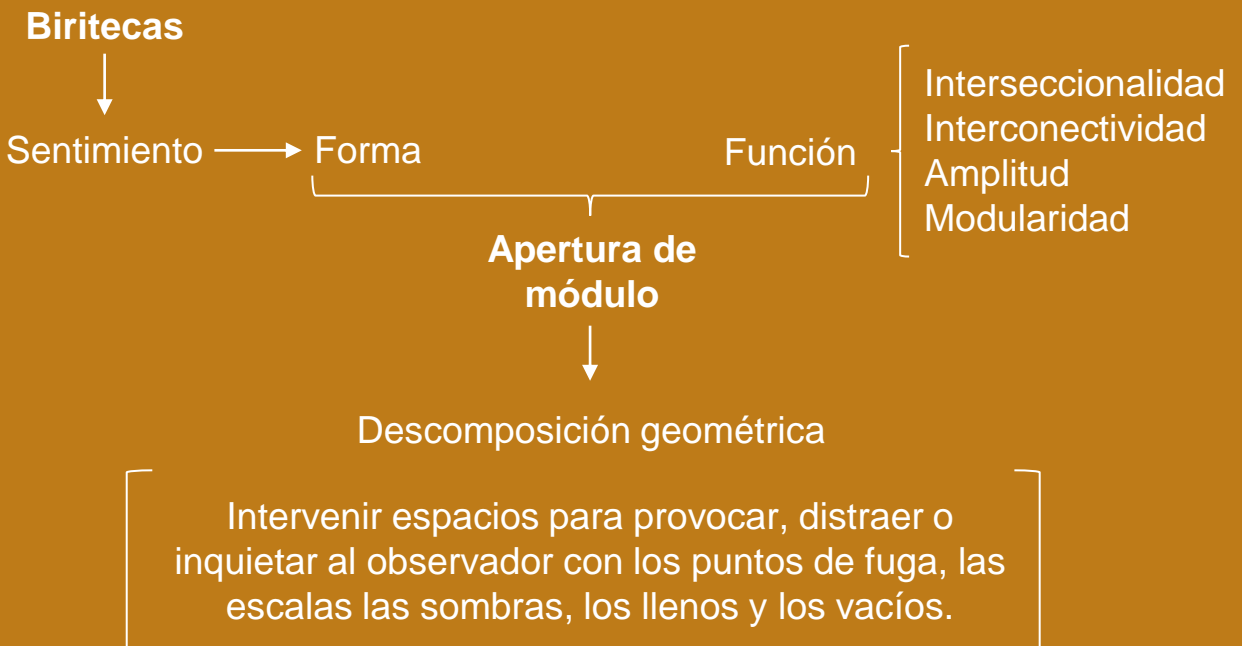 Biritecas
Sentimiento
Forma
Función
Interseccionalidad
Interconectividad
Amplitud
Modularidad
Apertura de
módulo
Descomposición geométrica
Intervenir espacios para provocar, distraer o
inquietar al observador con los puntos de fuga, las
escalas las sombras, los llenos y los vacíos.